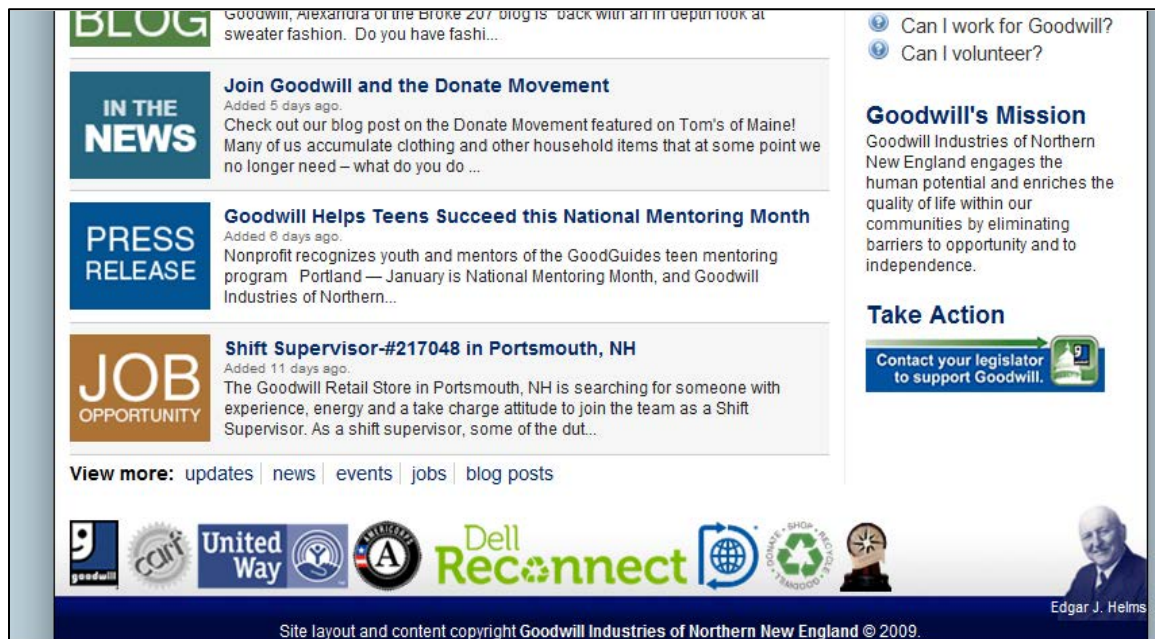 BLOG
Goodwill, Alexandra of the Broke 207 blog is back with an in depth look at
sweater fashion. Do you have fashi...
IN THE
NEWS
Join Goodwill and the Donate Movement
Added 5 days ago.
Check out our blog post on the Donate Movement featured on Tom's of Maine!
Many of us accumulate clothing and other household items that at some point we
no longer need – what do you do ...
PRESS
RELEASE
Goodwill Helps Teens Succeed this National Mentoring Month
Added 6 days ago.
Nonprofit recognizes youth and mentors of the GoodGuides teen mentoring
program Portland — January is National Mentoring Month, and Goodwill
Industries of Northern...
JOB
OPPORTUNITY
Shift Supervisor-#217048 in Portsmouth, NH
Added 11 days ago.
The Goodwill Retail Store in Portsmouth, NH is searching for someone with
experience, energy and a take charge attitude to join the team as a Shift
Supervisor. As a shift supervisor, some of the dut...
View more: updates news events jobs blog posts
Can I work for Goodwill?
Can I volunteer?
Goodwill's Mission
Goodwill Industries of Northern
New England engages the
human potential and enriches the
quality of life within our
communities by eliminating
barriers to opportunity and to
independence.
Take Action
Contact your legislator
to support Goodwill.
goodwill
carf
United
Way
AMERICORPS
A
Dell
Reconnect
DONATE • SHOP • RECYCLE
GOODWILL
Edgar J. Helms
Site layout and content copyright Goodwill Industries of Northern New England © 2009.